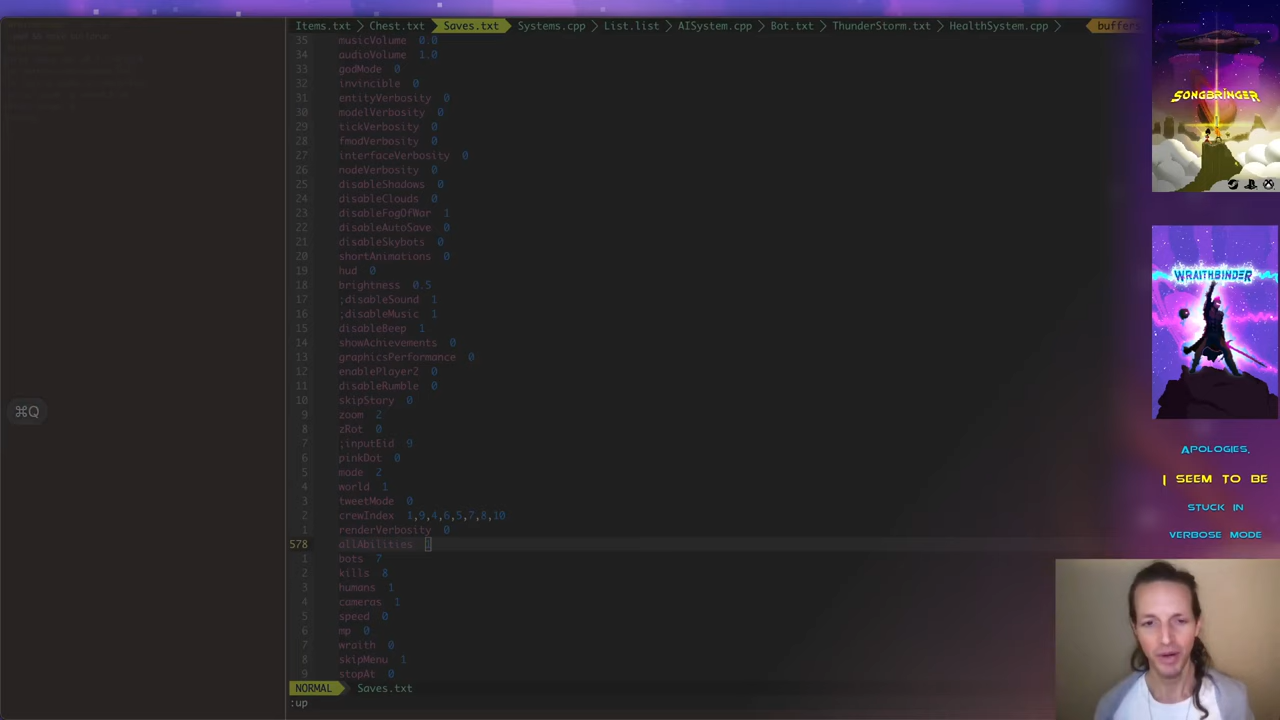 Items.txt Chest.txt Saves.txt Systems.cpp List.list AISystem.cpp Bot.txt ThunderStorm.txt HealthSystem.cpp buffers
35 musicVolume 0.0
34 audioVolume 1.0
33 godMode 0
32 invincible 0
31 entityVerbosity 0
30 modelVerbosity 0
29 tickVerbosity 0
28 fmodVerbosity 0
27 interfaceVerbosity 0
26 nodeVerbosity 0
25 disableShadows 0
24 disableClouds 0
23 disableFogOfWar 1
22 disableAutoSave 0
21 disableSkybots 0
20 shortAnimations 0
19 hud 0
18 brightness 0.5
17 ;disableSound 1
16 ;disableMusic 1
15 disableBeep 1
14 showAchievements 0
13 graphicsPerformance 0
12 enablePlayer2 0
11 disableRumble 0
10 skipStory 0
9 zoom 2
8 zRot 0
7 ;inputEid 9
6 pinkDot 0
5 mode 2
4 world 1
3 tweetMode 0
2 crewIndex 1,9,4,6,5,7,8,10
1 renderVerbosity 0
578 allAbilities
1 bots 7
2 kills 8
3 humans 1
4 cameras 1
5 speed 0
6 mp 0
7 wraith 0
8 skipMenu 1
9 stopAt 0
NORMAL Saves.txt
:up
⌘Q
SONGBRINGER
WRAITHBINDER
APOLOGIES,
I SEEM TO BE
STUCK IN
VERBOSE MODE